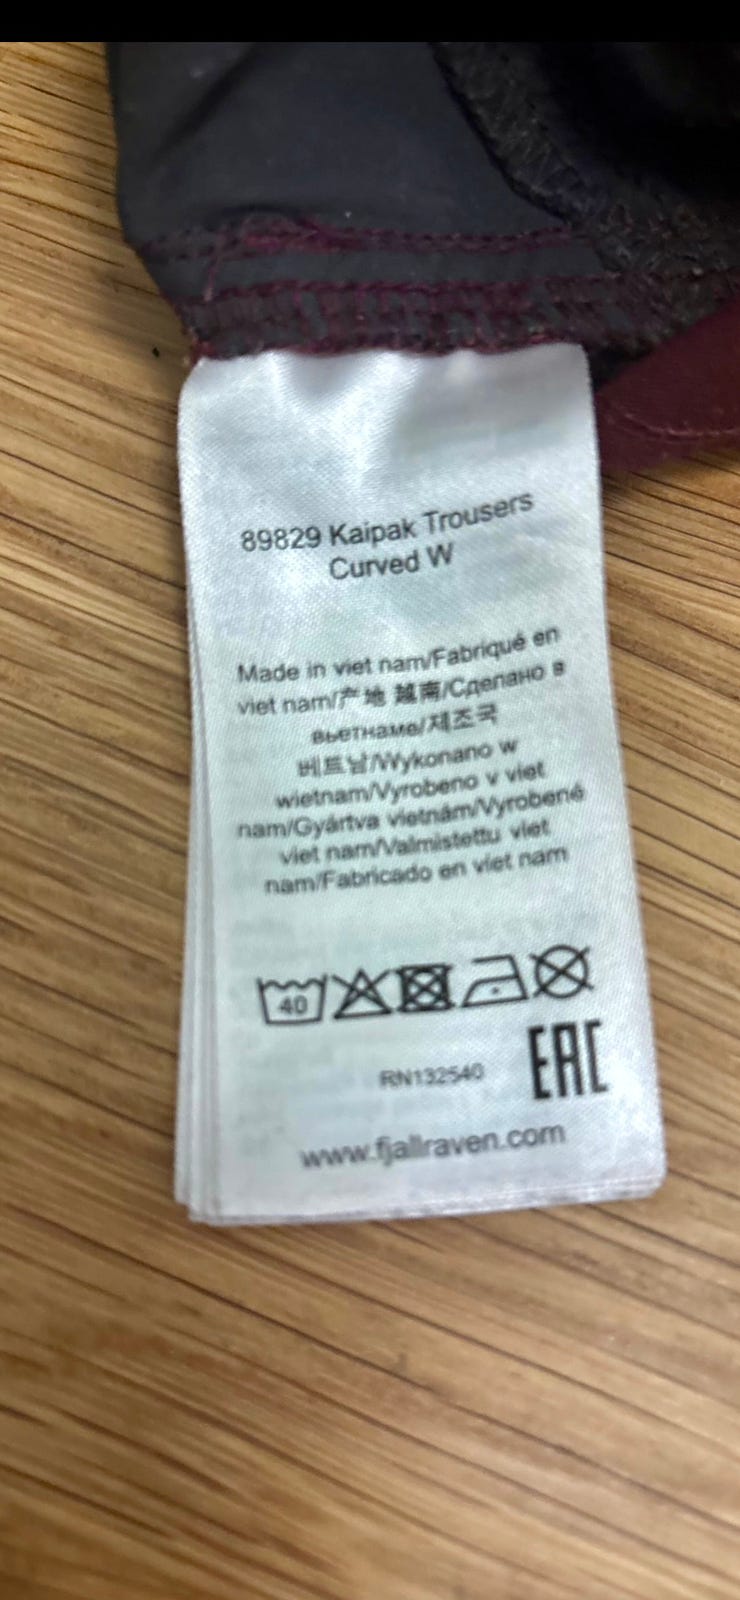 89829 Kaipak Trousers
Curved W
Made in viet nam/Fabriqué en
viet nam/产地 越南/Сделано в
вьетнаме/제조국
베트남/Wykonano w
wietnam/Vyrobeno v viet
nam/Gyártva vietnám/Vyrobené
viet nam/Valmistettu viet
nam/Fabricado en viet nam
40
EAC
RN132540
www.fjallraven.com